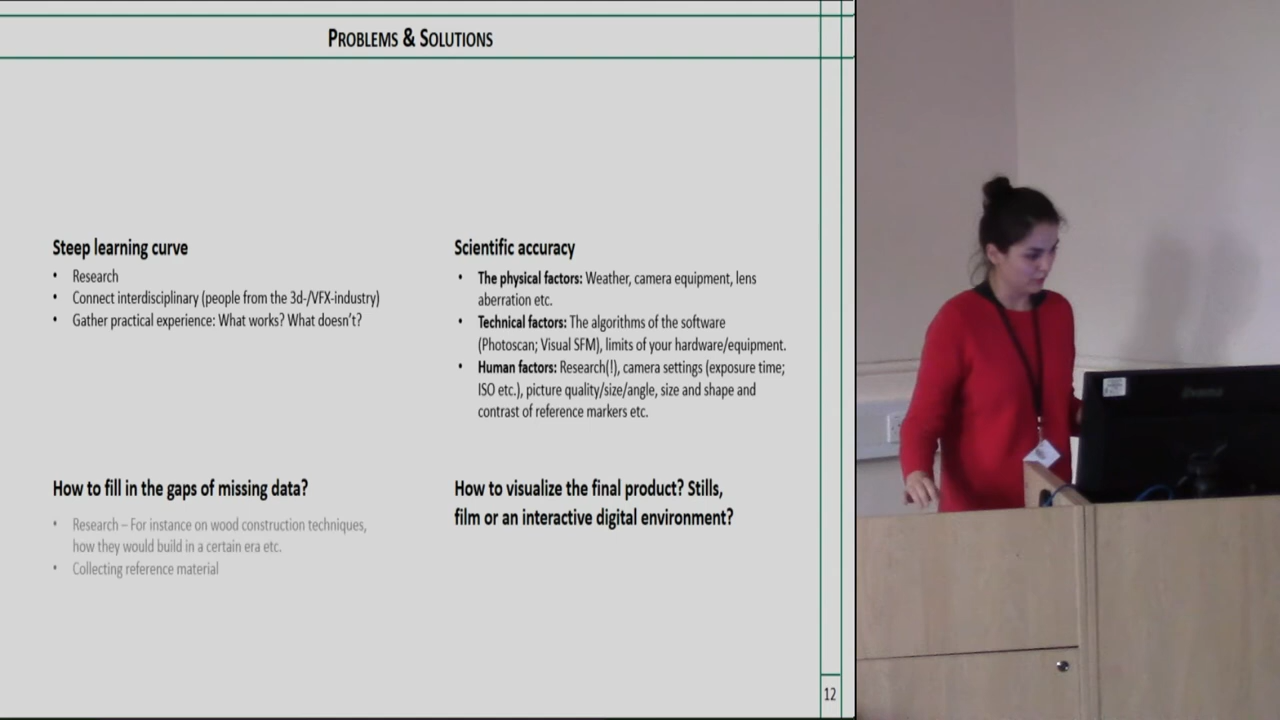 PROBLEMS & SOLUTIONS
Steep learning curve
• Research
• Connect interdisciplinary (people from the 3d-/VFX-industry)
• Gather practical experience: What works? What doesn't?
Scientific accuracy
• The physical factors: Weather, camera equipment, lens
aberration etc.
• Technical factors: The algorithms of the software
(Photoscan; Visual SFM), limits of your hardware/equipment.
• Human factors: Research(!), camera settings (exposure time;
ISO etc.), picture quality/size/angle, size and shape and
contrast of reference markers etc.
How to fill in the gaps of missing data?
• Research – For instance on wood construction techniques,
how they would build in a certain era etc.
• Collecting reference material
How to visualize the final product? Stills,
film or an interactive digital environment?
12